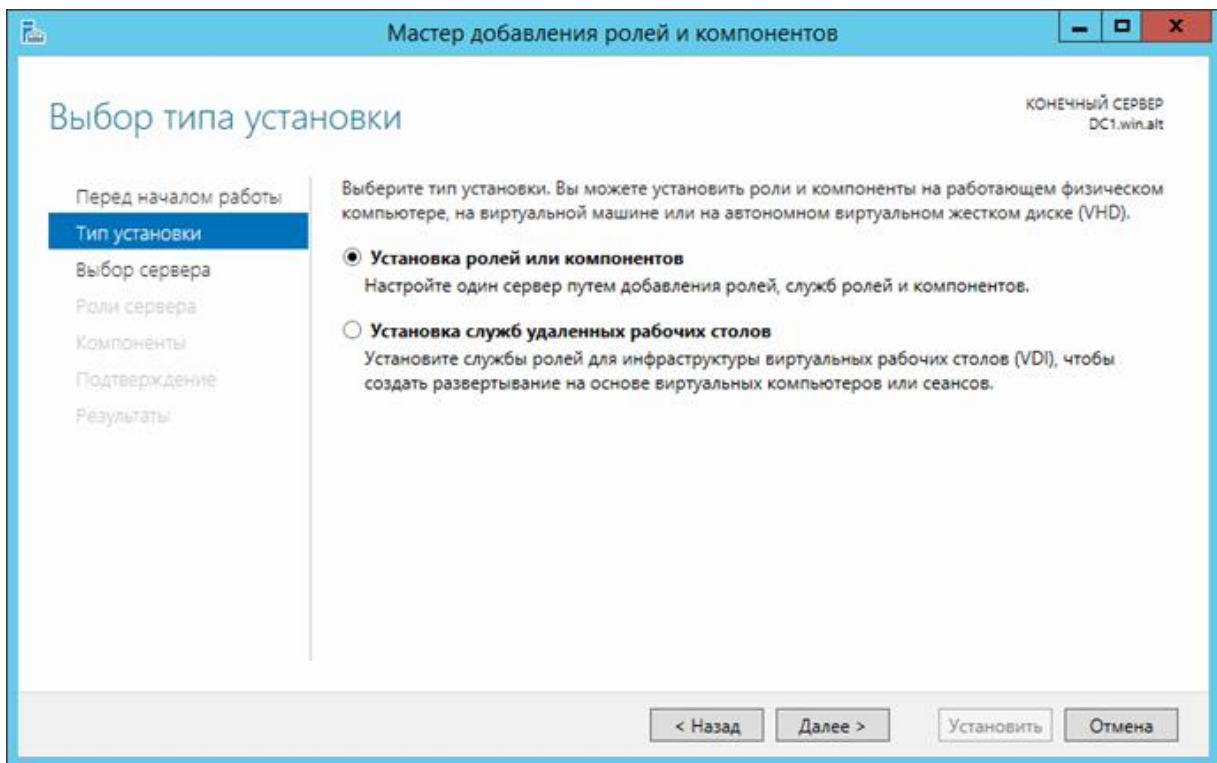 Мастер добавления ролей и компонентов
Выбор типа установки
КОНЕЧНЫЙ СЕРВЕР
DC1.win.alt
Перед началом работы
Тип установки
Выбор сервера
Роли сервера
Компоненты
Подтверждение
Результаты
Выберите тип установки. Вы можете установить роли и компоненты на работающем физическом
компьютере, на виртуальной машине или на автономном виртуальном жестком диске (VHD).
Установка ролей или компонентов
Настройте один сервер путем добавления ролей, служб ролей и компонентов.
Установка служб удаленных рабочих столов
Установите службы ролей для инфраструктуры виртуальных рабочих столов (VDI), чтобы
создать развертывание на основе виртуальных компьютеров или сеансов.
< Назад Далее > Установить Отмена